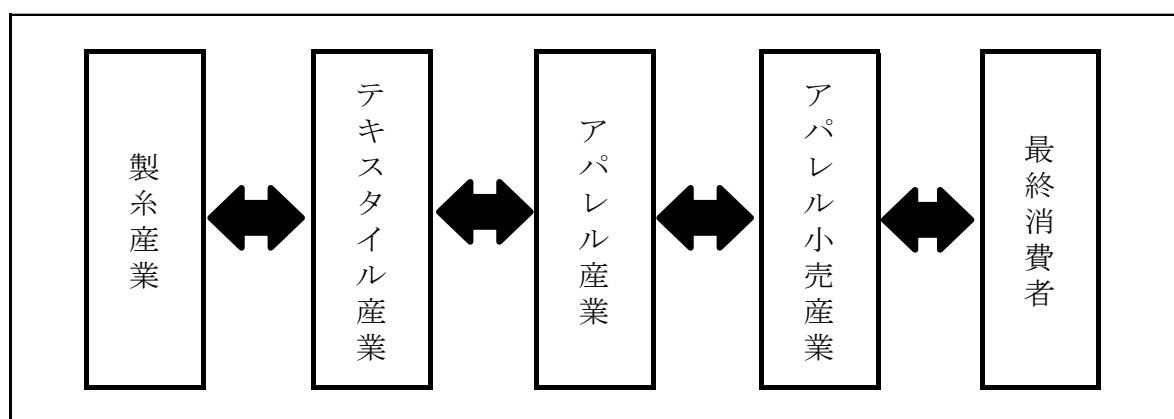 製糸産業
テキスタイル産業
アパレル産業
アパレル小売産業
最終消費者